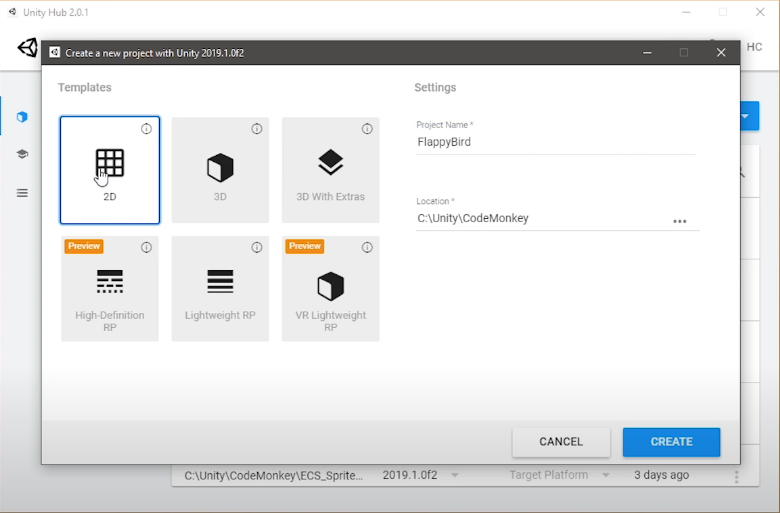 Unity Hub 2.0.1
HC
Create a new project with Unity 2019.1.0f2
Templates
Settings
2D
3D
3D With Extras
Preview
High-Definition
RP
Lightweight RP
Preview
VR Lightweight
RP
Project Name *
FlappyBird
Location *
C:\Unity\CodeMonkey
CANCEL
CREATE
C:\Unity\CodeMonkey\ECS_Sprite...
2019.1.0f2
Target Platform
3 days ago